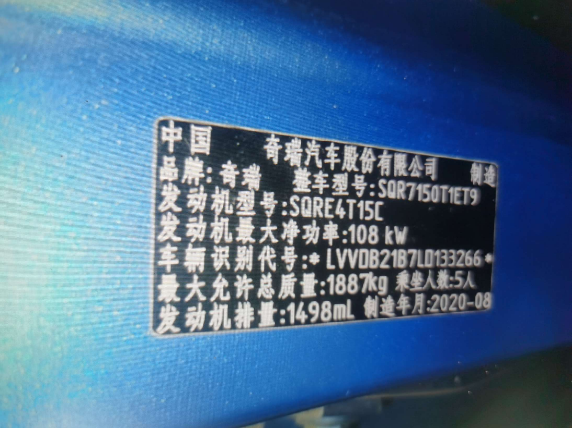 中国 奇瑞汽车股份有限公司 制造
品牌:奇瑞 整车型号:SQR7150T1ET9
发动机型号:SQRE4T15C
发动机最大净功率:108 kW
车辆识别代号:*LVVDB21B7LD133266*
最大允许总质量:1887kg 乘坐人数:5人
发动机排量:1498mL 制造年月:2020-08